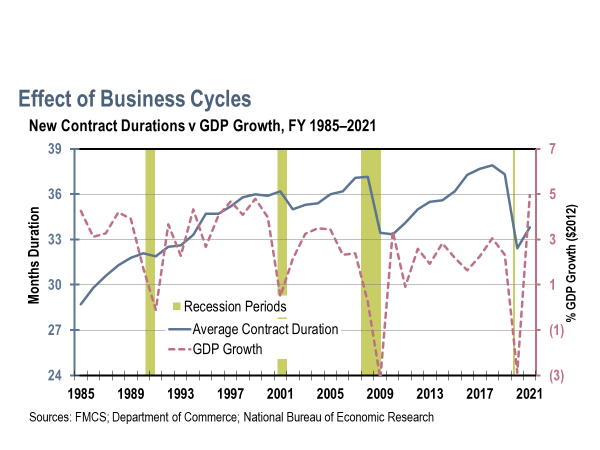 Effect of Business Cycles
New Contract Durations v GDP Growth, FY 1985–2021
39
36
33
30
27
24
Months Duration
7
5
3
1
(1)
(3)
% GDP Growth ($2012)
Recession Periods
Average Contract Duration
GDP Growth
1985 1989 1993 1997 2001 2005 2009 2013 2017 2021
Sources: FMCS; Department of Commerce; National Bureau of Economic Research